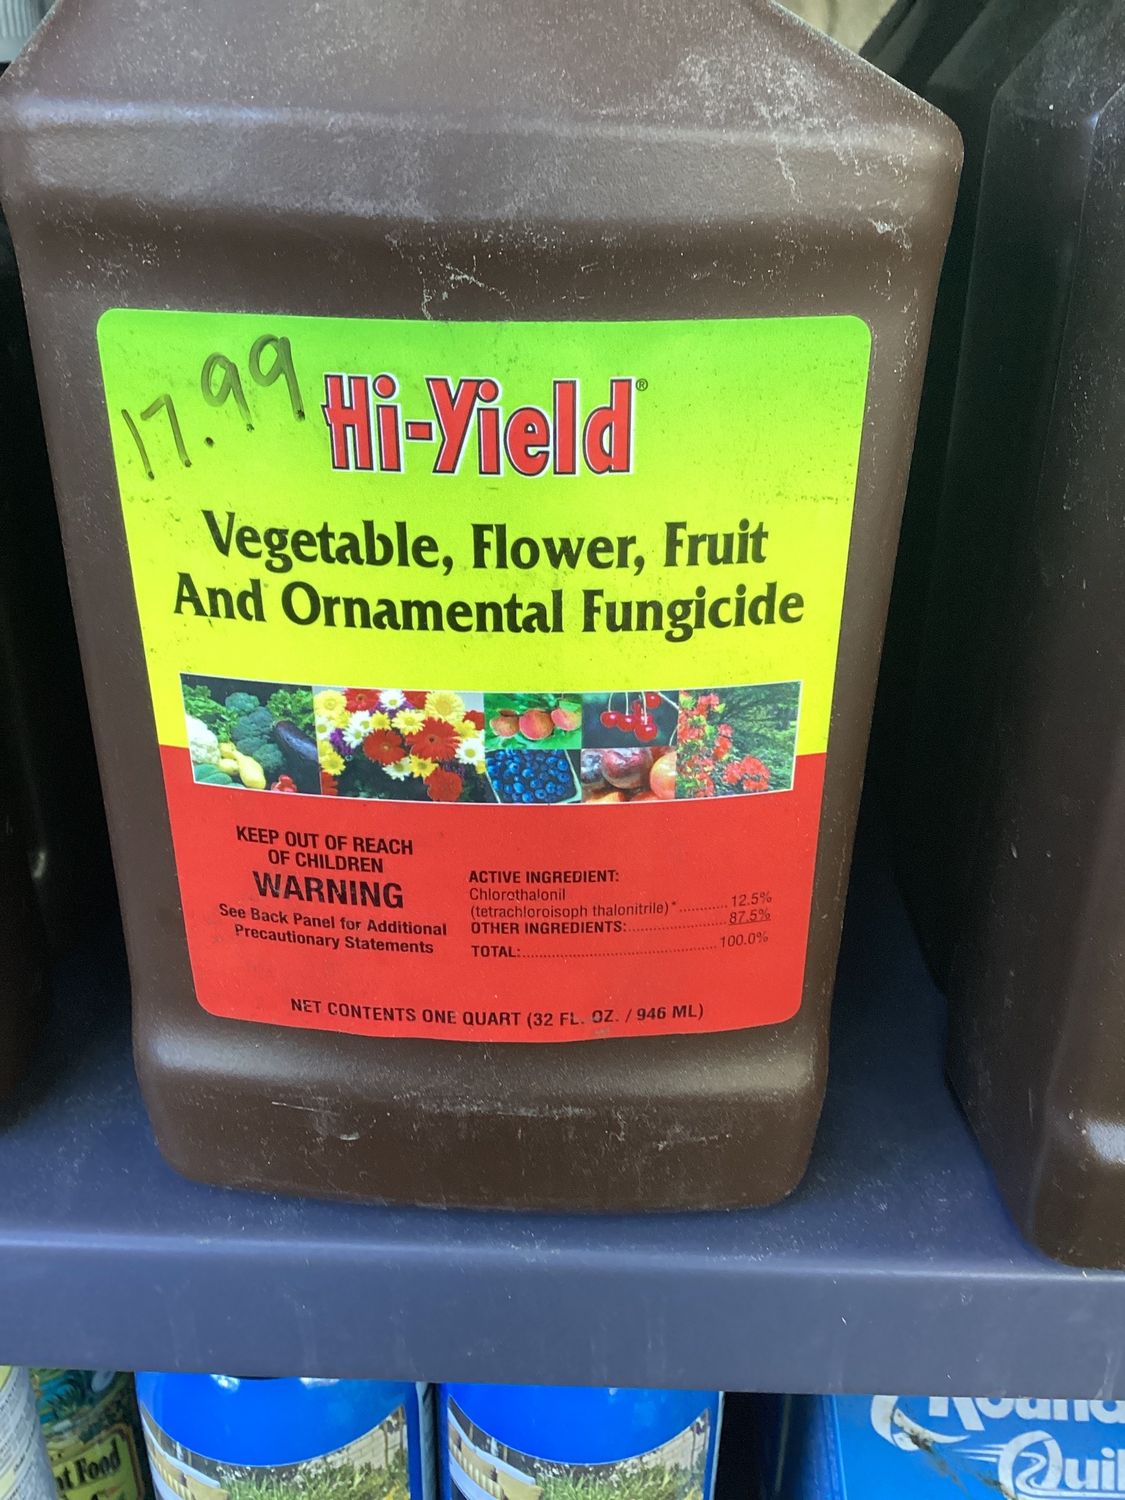 17.99
Hi-Yield®
Vegetable, Flower, Fruit
And Ornamental Fungicide
KEEP OUT OF REACH
OF CHILDREN
WARNING
See Back Panel for Additional
Precautionary Statements
ACTIVE INGREDIENT:
Chlorothalonil
(tetrachloroisoph thalonitrile)* ........... 12.5%
OTHER INGREDIENTS:...................... 87.5%
TOTAL:........................................... 100.0%
NET CONTENTS ONE QUART (32 FL. OZ. / 946 ML)
Food